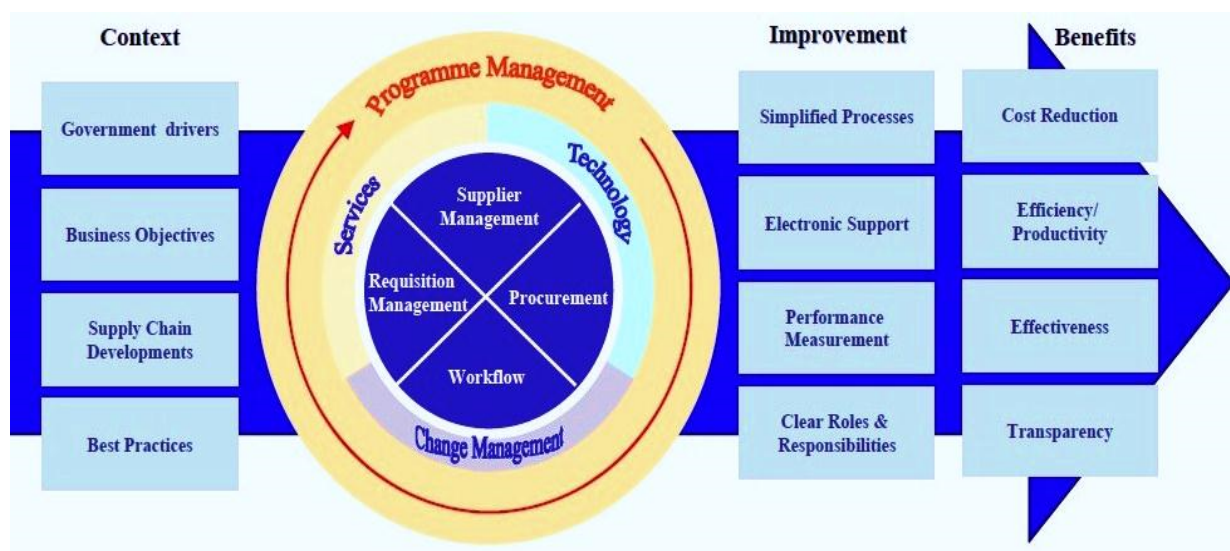 Context
Government drivers
Business Objectives
Supply Chain
Developments
Best Practices
Programme Management
Services
Technology
Change Management
Supplier
Management
Requisition
Management
Procurement
Workflow
Improvement
Simplified Processes
Electronic Support
Performance
Measurement
Clear Roles &
Responsibilities
Benefits
Cost Reduction
Efficiency/
Productivity
Effectiveness
Transparency